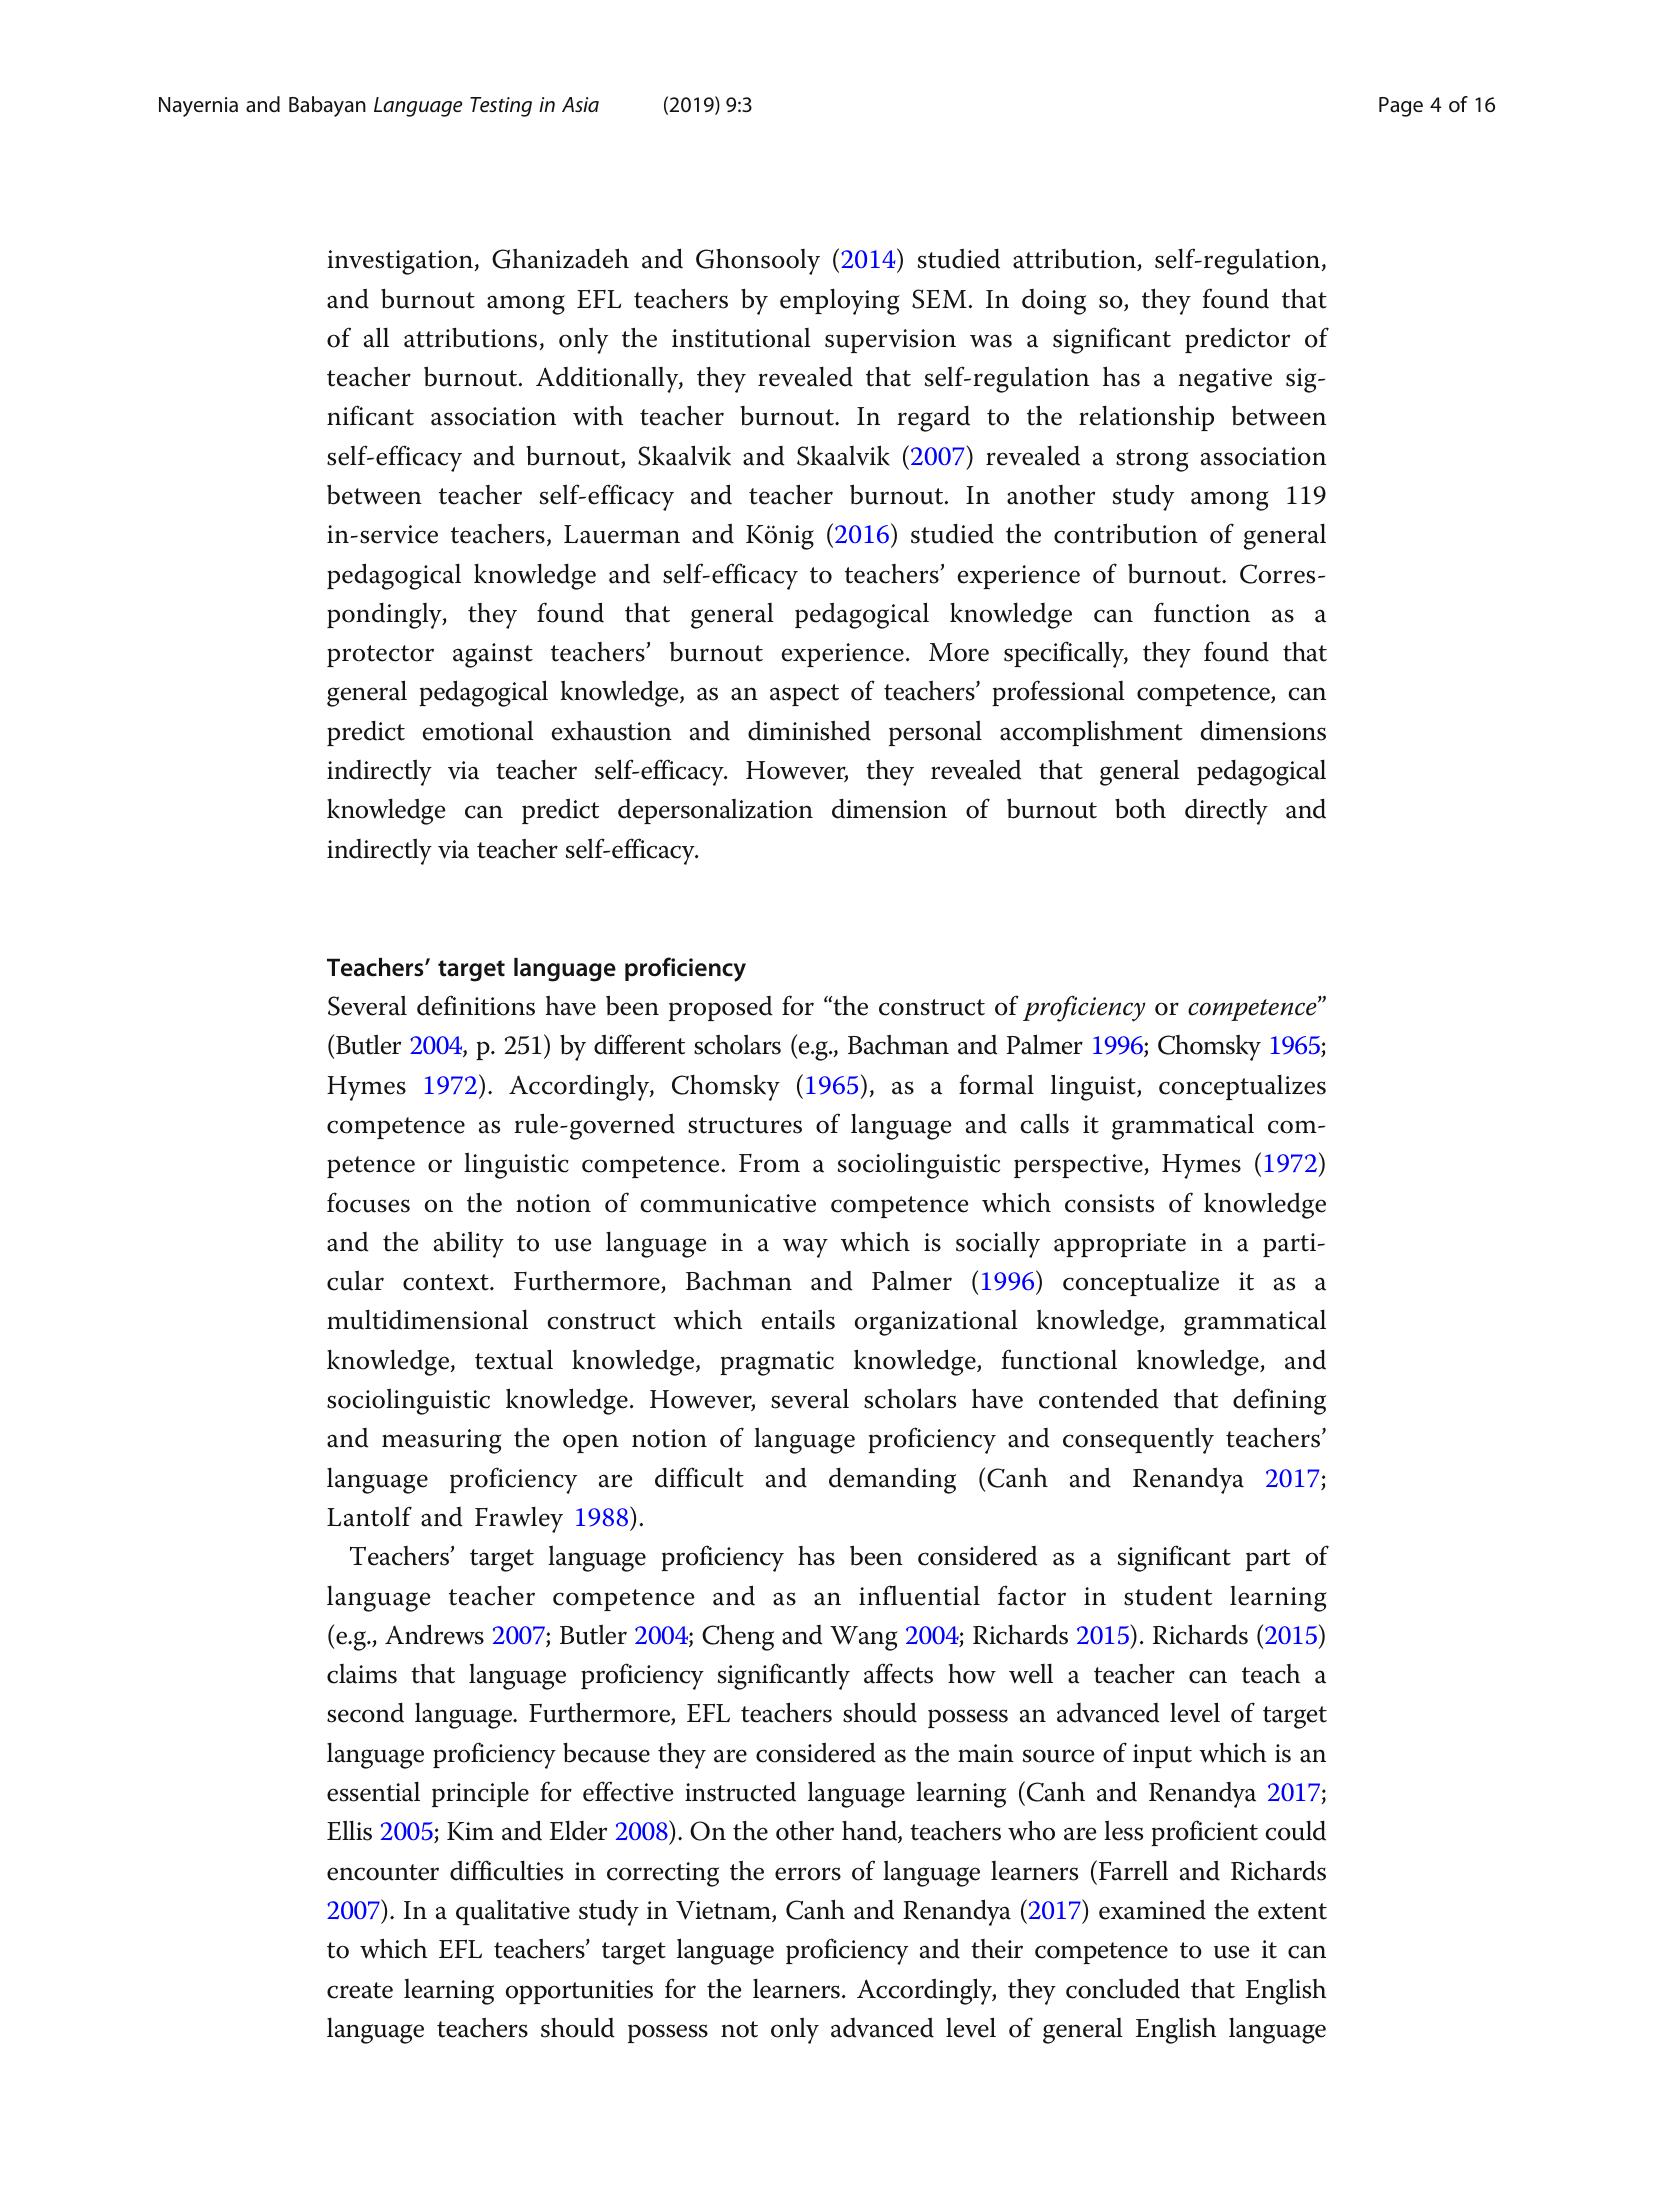 Nayernia and Babayan Language Testing in Asia (2019) 9:3 Page 4 of 16
investigation, Ghanizadeh and Ghonsooly (2014) studied attribution, self-regulation,
and burnout among EFL teachers by employing SEM. In doing so, they found that
of all attributions, only the institutional supervision was a significant predictor of
teacher burnout. Additionally, they revealed that self-regulation has a negative sig-
nificant association with teacher burnout. In regard to the relationship between
self-efficacy and burnout, Skaalvik and Skaalvik (2007) revealed a strong association
between teacher self-efficacy and teacher burnout. In another study among 119
in-service teachers, Lauerman and König (2016) studied the contribution of general
pedagogical knowledge and self-efficacy to teachers’ experience of burnout. Corres-
pondingly, they found that general pedagogical knowledge can function as a
protector against teachers’ burnout experience. More specifically, they found that
general pedagogical knowledge, as an aspect of teachers’ professional competence, can
predict emotional exhaustion and diminished personal accomplishment dimensions
indirectly via teacher self-efficacy. However, they revealed that general pedagogical
knowledge can predict depersonalization dimension of burnout both directly and
indirectly via teacher self-efficacy.
Teachers’ target language proficiency
Several definitions have been proposed for “the construct of proficiency or competence”
(Butler 2004, p. 251) by different scholars (e.g., Bachman and Palmer 1996; Chomsky 1965;
Hymes 1972). Accordingly, Chomsky (1965), as a formal linguist, conceptualizes
competence as rule-governed structures of language and calls it grammatical com-
petence or linguistic competence. From a sociolinguistic perspective, Hymes (1972)
focuses on the notion of communicative competence which consists of knowledge
and the ability to use language in a way which is socially appropriate in a parti-
cular context. Furthermore, Bachman and Palmer (1996) conceptualize it as a
multidimensional construct which entails organizational knowledge, grammatical
knowledge, textual knowledge, pragmatic knowledge, functional knowledge, and
sociolinguistic knowledge. However, several scholars have contended that defining
and measuring the open notion of language proficiency and consequently teachers’
language proficiency are difficult and demanding (Canh and Renandya 2017;
Lantolf and Frawley 1988).
Teachers’ target language proficiency has been considered as a significant part of
language teacher competence and as an influential factor in student learning
(e.g., Andrews 2007; Butler 2004; Cheng and Wang 2004; Richards 2015). Richards (2015)
claims that language proficiency significantly affects how well a teacher can teach a
second language. Furthermore, EFL teachers should possess an advanced level of target
language proficiency because they are considered as the main source of input which is an
essential principle for effective instructed language learning (Canh and Renandya 2017;
Ellis 2005; Kim and Elder 2008). On the other hand, teachers who are less proficient could
encounter difficulties in correcting the errors of language learners (Farrell and Richards
2007). In a qualitative study in Vietnam, Canh and Renandya (2017) examined the extent
to which EFL teachers’ target language proficiency and their competence to use it can
create learning opportunities for the learners. Accordingly, they concluded that English
language teachers should possess not only advanced level of general English language